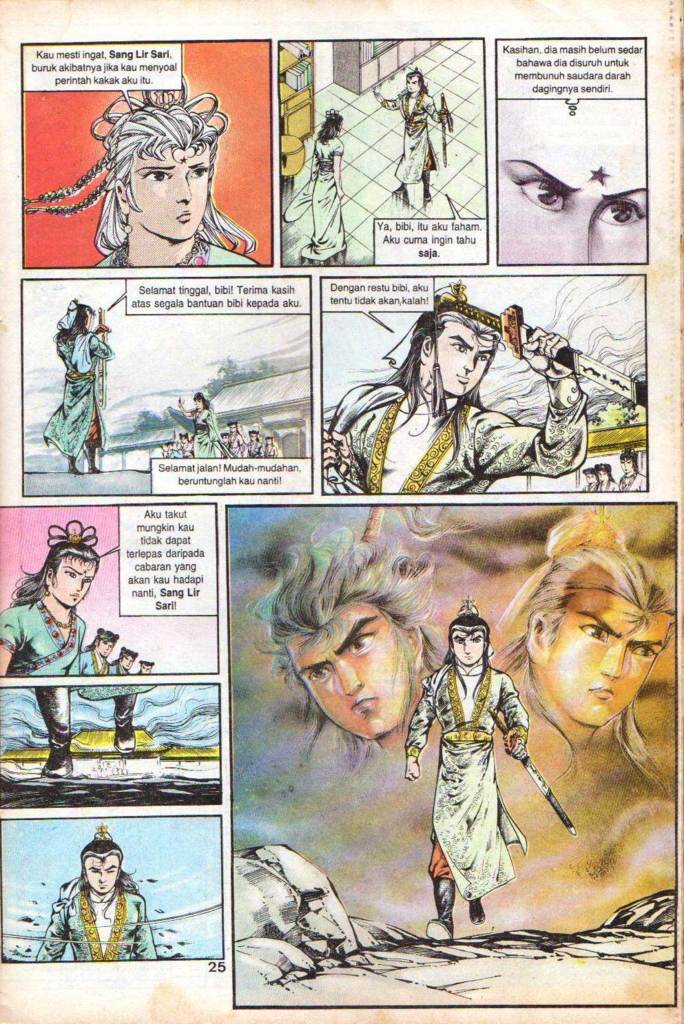 Kau mesti ingat, Sang Lir Sari,
buruk akibatnya jika kau menyoal
perintah kakak aku itu.
Ya, bibi, itu aku faham.
Aku cuma ingin tahu
saja.
Kasihan, dia masih belum sedar
bahawa dia disuruh untuk
membunuh saudara darah
dagingnya sendiri.
Selamat tinggal, bibi! Terima kasih
atas segala bantuan bibi kepada aku.
Selamat jalan! Mudah-mudahan,
beruntunglah kau nanti!
Dengan restu bibi, aku
tentu tidak akan,kalah!
Aku takut
mungkin kau
tidak dapat
terlepas daripada
cabaran yang
akan kau hadapi
nanti, Sang Lir
Sari!
25